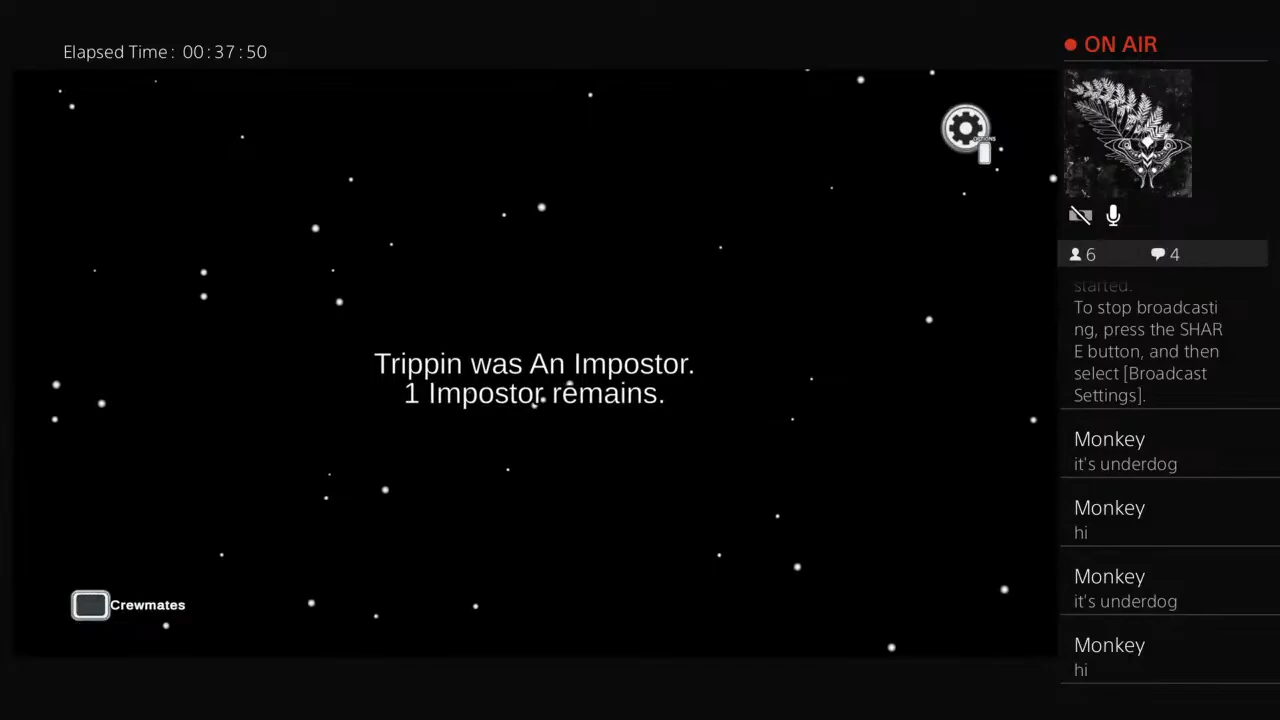 Elapsed Time: 00:37:50
ON AIR
OPTIONS
6 4
started.
To stop broadcasti
ng, press the SHAR
E button, and then
select [Broadcast
Settings].
Monkey
it's underdog
Monkey
hi
Monkey
it's underdog
Monkey
hi
Trippin was An Impostor.
1 Impostor remains.
Crewmates